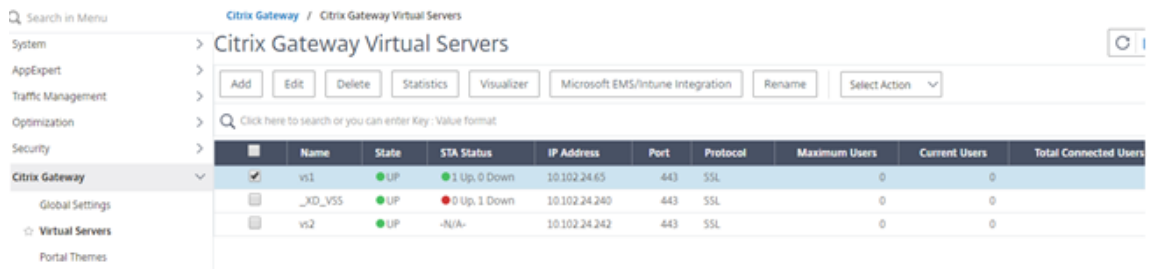 Search in Menu
System
AppExpert
Traffic Management
Optimization
Security
Citrix Gateway
Global Settings
Virtual Servers
Portal Themes
Citrix Gateway / Citrix Gateway Virtual Servers
Citrix Gateway Virtual Servers
Add Edit Delete Statistics Visualizer Microsoft EMS/Intune Integration Rename Select Action
Click here to search or you can enter Key : Value format
Name State STA Status IP Address Port Protocol Maximum Users Current Users Total Connected Users
vs1 UP 1 Up, 0 Down 10.102.24.65 443 SSL 0 0
_XD_VSS UP 0 Up, 1 Down 10.102.24.240 443 SSL 0 0
vs2 UP -N/A- 10.102.24.242 443 SSL 0 0